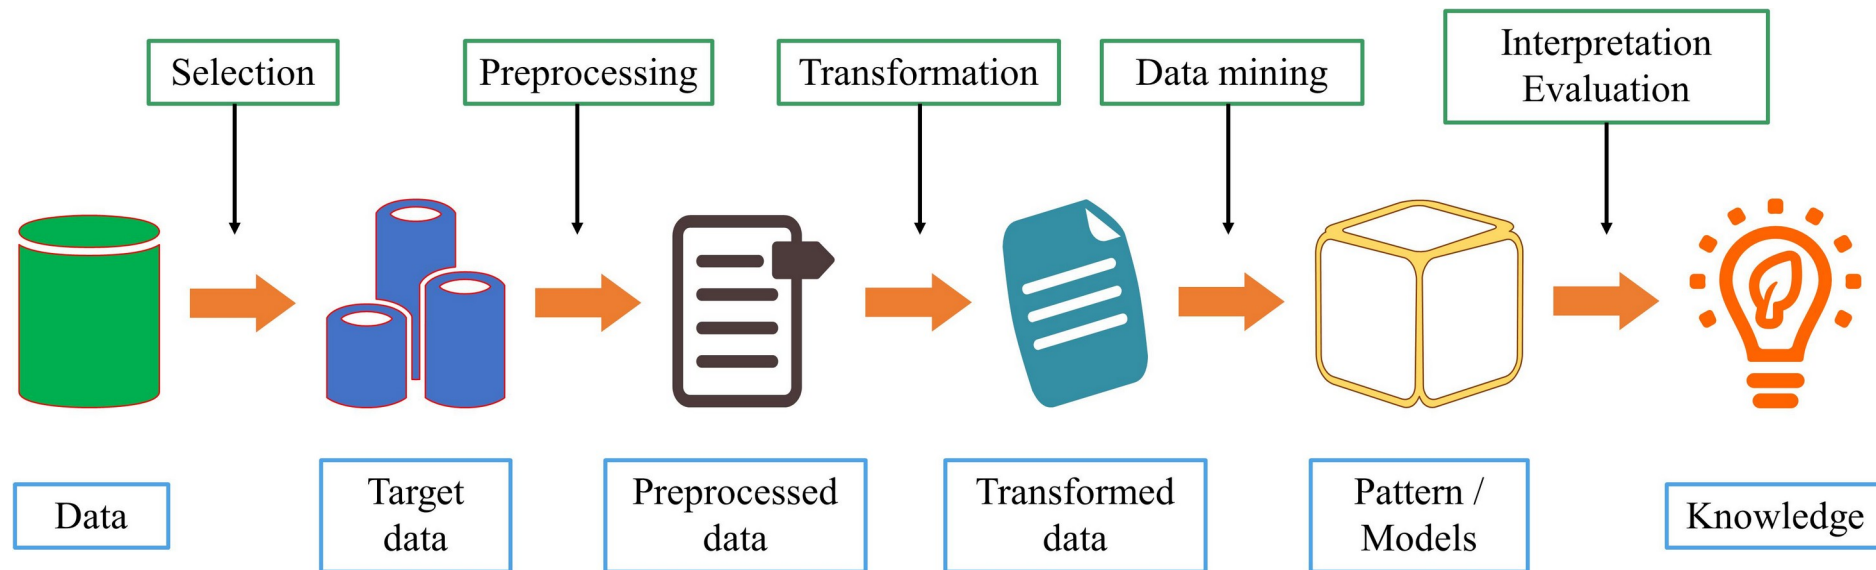 Selection
Preprocessing
Transformation
Data mining
Interpretation
Evaluation
Data
Target
data
Preprocessed
data
Transformed
data
Pattern /
Models
Knowledge